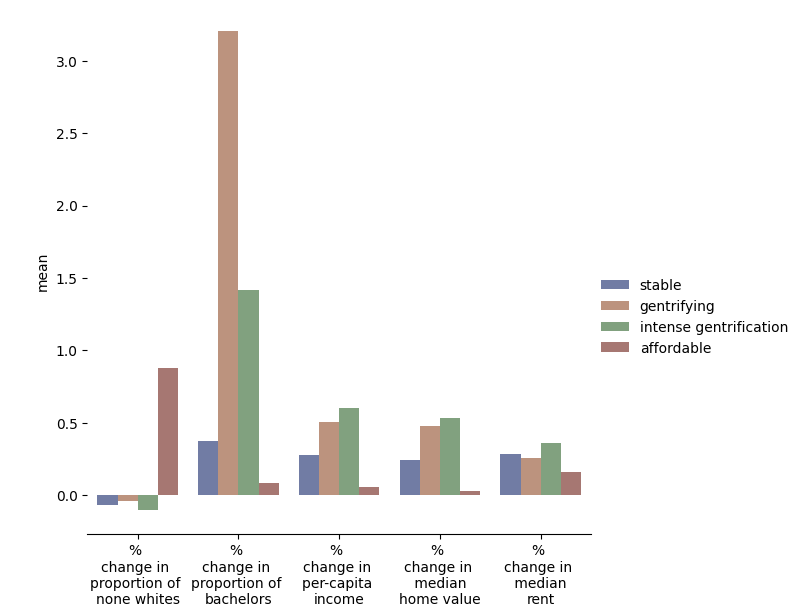 3.0
2.5
2.0
1.5
1.0
0.5
0.0
mean
stable
gentrifying
intense gentrification
affordable
%
change in
proportion of
none whites
%
change in
proportion of
bachelors
%
change in
per-capita
income
%
change in
median
home value
%
change in
median
rent